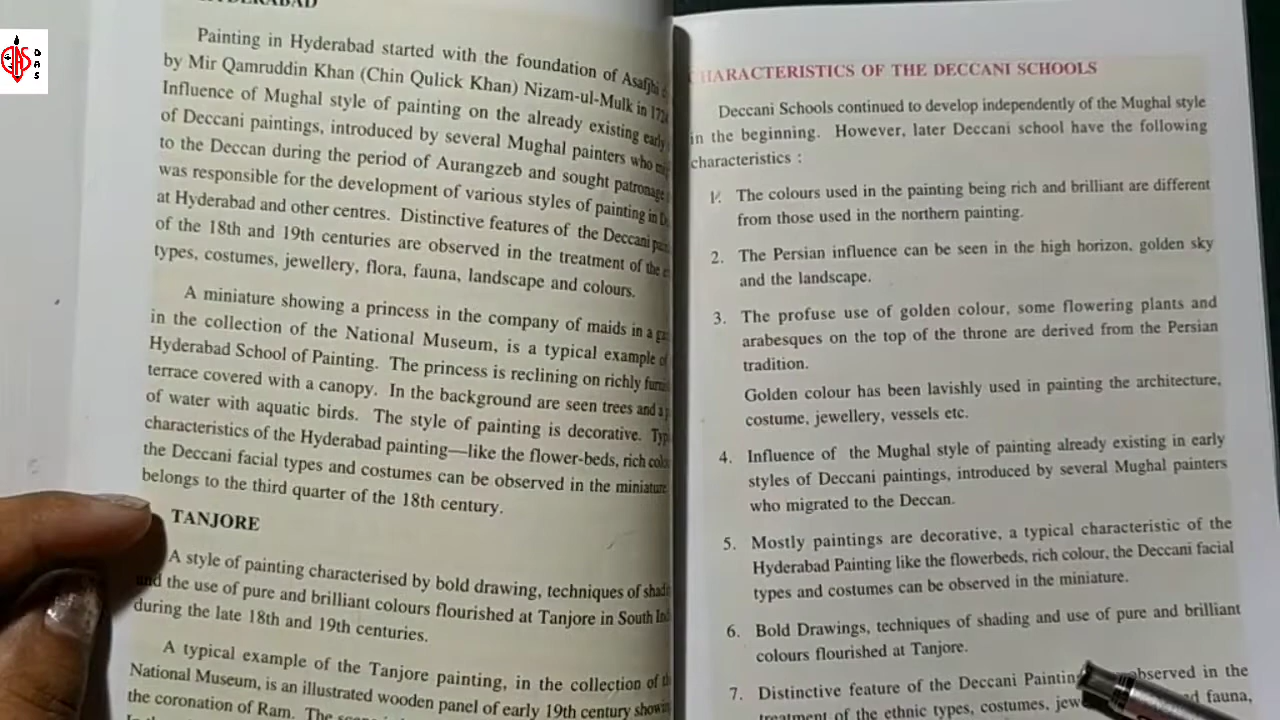 HYDERABAD
Painting in Hyderabad started with the foundation of Asafjhi
by Mir Qamruddin Khan (Chin Qulick Khan) Nizam-ul-Mulk in 1724
Influence of Mughal style of painting on the already existing early
of Deccani paintings, introduced by several Mughal painters who
to the Deccan during the period of Aurangzeb and sought patronage
was responsible for the development of various styles of painting in
at Hyderabad and other centres. Distinctive features of the Deccani
of the 18th and 19th centuries are observed in the treatment of the
types, costumes, jewellery, flora, fauna, landscape and colours.
A miniature showing a princess in the company of maids in a
in the collection of the National Museum, is a typical example of
Hyderabad School of Painting. The princess is reclining on richly
terrace covered with a canopy. In the background are seen trees and a
of water with aquatic birds. The style of painting is decorative.
characteristics of the Hyderabad painting—like the flower-beds, rich
the Deccani facial types and costumes can be observed in the miniature
belongs to the third quarter of the 18th century.
TANJORE
A style of painting characterised by bold drawing, techniques of
and the use of pure and brilliant colours flourished at Tanjore in South
during the late 18th and 19th centuries.
A typical example of the Tanjore painting, in the collection of
National Museum, is an illustrated wooden panel of early 19th century
the coronation of Ram. The
CHARACTERISTICS OF THE DECCANI SCHOOLS
Deccani Schools continued to develop independently of the Mughal style
in the beginning. However, later Deccani school have the following
characteristics :
1. The colours used in the painting being rich and brilliant are different
from those used in the northern painting.
2. The Persian influence can be seen in the high horizon, golden sky
and the landscape.
3. The profuse use of golden colour, some flowering plants and
arabesques on the top of the throne are derived from the Persian
tradition.
Golden colour has been lavishly used in painting the architecture,
costume, jewellery, vessels etc.
4. Influence of the Mughal style of painting already existing in early
styles of Deccani paintings, introduced by several Mughal painters
who migrated to the Deccan.
5. Mostly paintings are decorative, a typical characteristic of the
Hyderabad Painting like the flowerbeds, rich colour, the Deccani facial
types and costumes can be observed in the miniature.
6. Bold Drawings, techniques of shading and use of pure and brilliant
colours flourished at Tanjore.
7. Distinctive feature of the Deccani Painting observed in the
treatment of the ethnic types, costumes, fauna,